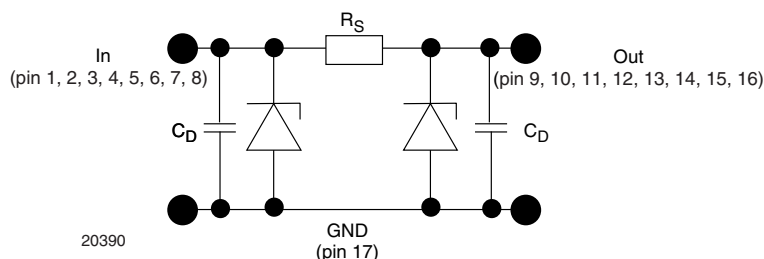 R_S
In
(pin 1, 2, 3, 4, 5, 6, 7, 8)
Out
(pin 9, 10, 11, 12, 13, 14, 15, 16)
C_D
C_D
GND
(pin 17)
20390